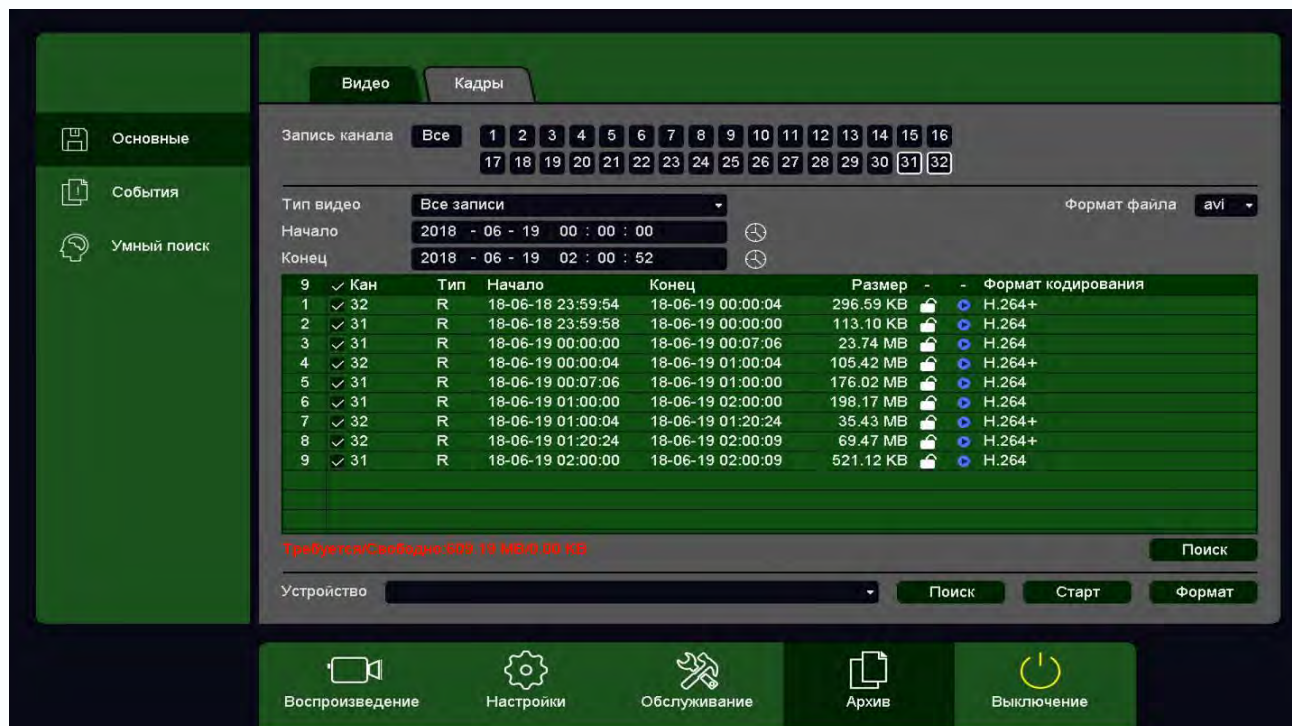 Видео Кадры
Основные
События
Умный поиск
Запись канала Все 1 2 3 4 5 6 7 8 9 10 11 12 13 14 15 16
17 18 19 20 21 22 23 24 25 26 27 28 29 30 31 32
Тип видео Все записи Формат файла avi
Начало 2018 - 06 - 19 00 : 00 : 00
Конец 2018 - 06 - 19 02 : 00 : 52
9 Кан Тип Начало Конец Размер - - Формат кодирования
1 32 R 18-06-18 23:59:54 18-06-19 00:00:04 296.59 KB H.264+
2 31 R 18-06-18 23:59:58 18-06-19 00:00:00 113.10 KB H.264
3 31 R 18-06-19 00:00:00 18-06-19 00:07:06 23.74 MB H.264
4 32 R 18-06-19 00:00:04 18-06-19 01:00:04 105.42 MB H.264+
5 31 R 18-06-19 00:07:06 18-06-19 01:00:00 176.02 MB H.264
6 31 R 18-06-19 01:00:00 18-06-19 02:00:00 198.17 MB H.264
7 32 R 18-06-19 01:00:04 18-06-19 01:20:24 35.43 MB H.264+
8 32 R 18-06-19 01:20:24 18-06-19 02:00:09 69.47 MB H.264+
9 31 R 18-06-19 02:00:00 18-06-19 02:00:09 521.12 KB H.264
Требуется/Свободно:609.19 MB/0.00 KB
Поиск
Устройство Поиск Старт Формат
Воспроизведение Настройки Обслуживание Архив Выключение